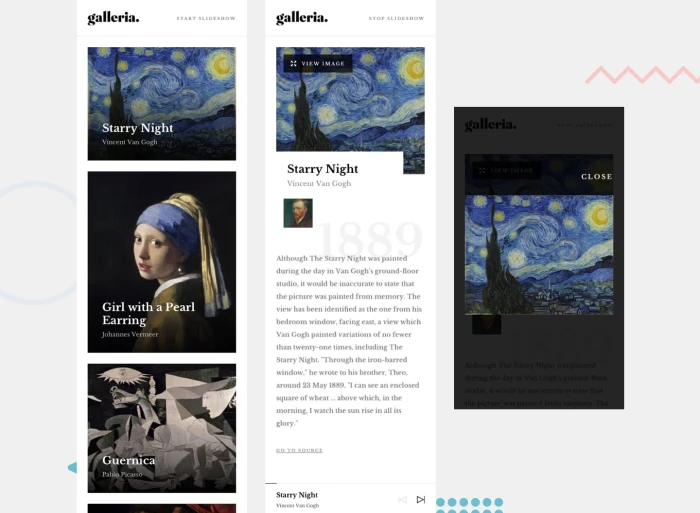 galleria.
START SLIDESHOW
Starry Night
Vincent Van Gogh
Girl with a Pearl
Earring
Johannes Vermeer
Guernica
Pablo Picasso
galleria.
STOP SLIDESHOW
VIEW IMAGE
Starry Night
Vincent Van Gogh
1889
Although The Starry Night was painted
during the day in Van Gogh's ground-floor
studio, it would be inaccurate to state that
the picture was painted from memory. The
view has been identified as the one from his
bedroom window, facing east, a view which
Van Gogh painted variations of no fewer
than twenty-one times, including The
Starry Night. "Through the iron-barred
window," he wrote to his brother, Theo,
around 23 May 1889, "I can see an enclosed
square of wheat ... above which, in the
morning, I watch the sun rise in all its
glory."
GO TO SOURCE
Starry Night
Vincent Van Gogh
galleria.
VIEW IMAGE
CLOSE
Although The Starry Night was painted
during the day in Van Gogh's ground-floor
studio, it would be inaccurate to state that
the picture was painted from memory. The